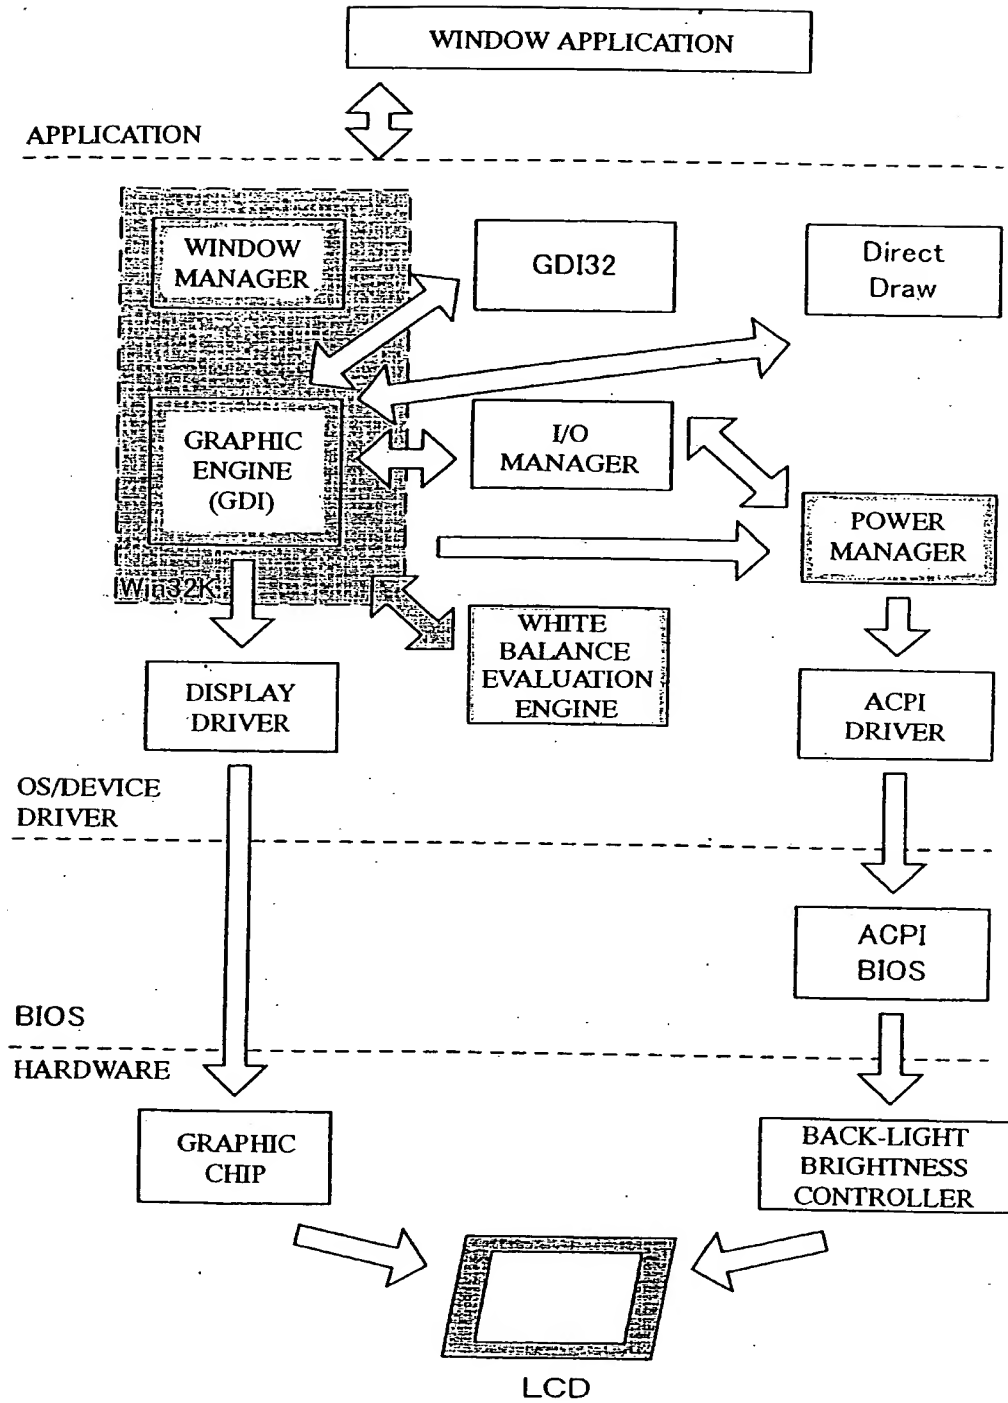 WINDOW APPLICATION
APPLICATION
WINDOW
MANAGER
GDI32
Direct
Draw
GRAPHIC
ENGINE
(GDI)
I/O
MANAGER
POWER
MANAGER
Win32K
WHITE
BALANCE
EVALUATION
ENGINE
DISPLAY
DRIVER
ACPI
DRIVER
OS/DEVICE
DRIVER
ACPI
BIOS
BIOS
HARDWARE
GRAPHIC
CHIP
BACK-LIGHT
BRIGHTNESS
CONTROLLER
LCD